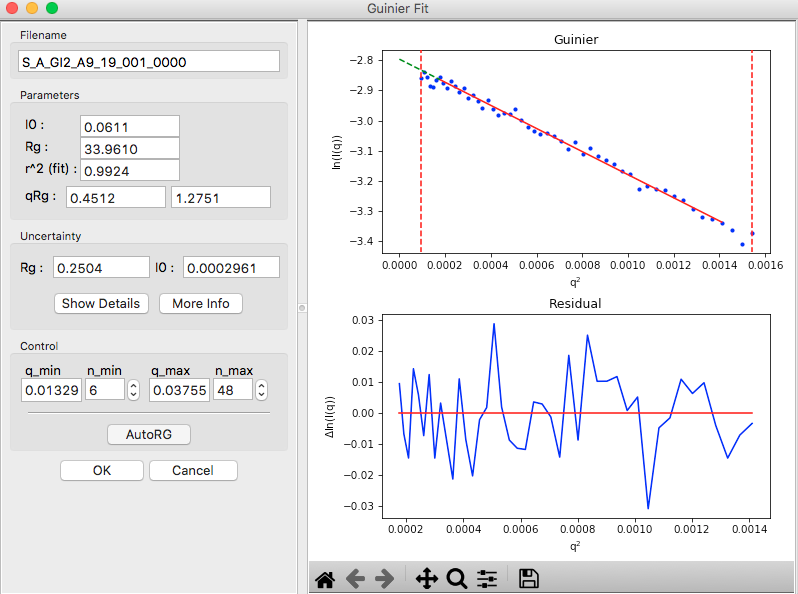 Guinier Fit
Filename
S_A_GI2_A9_19_001_0000
Parameters
I0 : 0.0611
Rg : 33.9610
r^2 (fit) : 0.9924
qRg : 0.4512 1.2751
Uncertainty
Rg : 0.2504 I0 : 0.0002961
Show Details More Info
Control
q_min n_min q_max n_max
0.01329 6 0.03755 48
AutoRG
OK Cancel
Guinier
−2.8
−2.9
−3.0
−3.1
−3.2
−3.3
−3.4
ln(I(q))
0.0000 0.0002 0.0004 0.0006 0.0008 0.0010 0.0012 0.0014 0.0016
q²
Residual
0.03
0.02
0.01
0.00
−0.01
−0.02
−0.03
Δln(I(q))
0.0002 0.0004 0.0006 0.0008 0.0010 0.0012 0.0014
q²